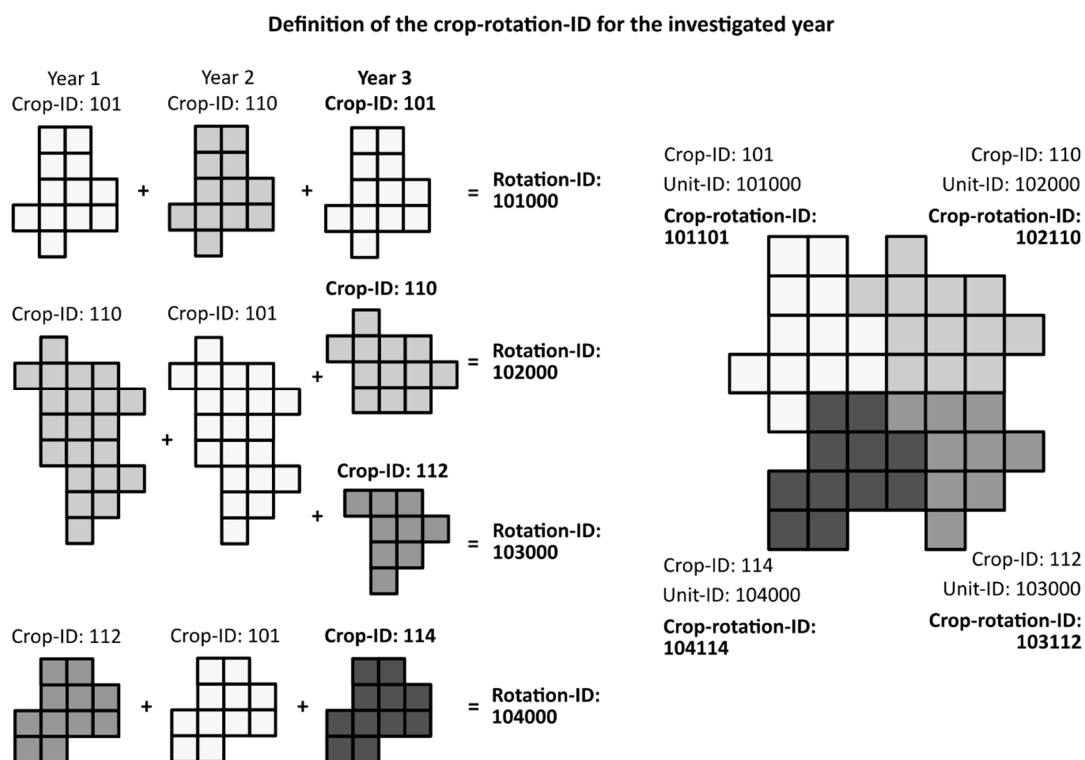 Definition of the crop-rotation-ID for the investigated year
Year 1
Crop-ID: 101
Year 2
Crop-ID: 110
Year 3
Crop-ID: 101
+
+
=
Rotation-ID:
101000
Crop-ID: 110
Crop-ID: 101
Crop-ID: 110
+
+
=
Rotation-ID:
102000
Crop-ID: 112
+
=
Rotation-ID:
103000
Crop-ID: 112
Crop-ID: 101
Crop-ID: 114
+
+
=
Rotation-ID:
104000
Crop-ID: 101
Unit-ID: 101000
Crop-rotation-ID:
101101
Crop-ID: 110
Unit-ID: 102000
Crop-rotation-ID:
102110
Crop-ID: 114
Unit-ID: 104000
Crop-rotation-ID:
104114
Crop-ID: 112
Unit-ID: 103000
Crop-rotation-ID:
103112